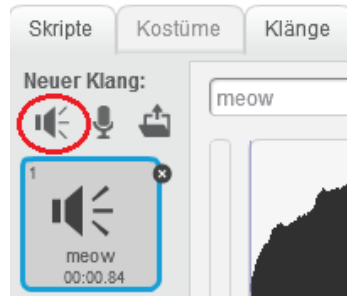 Skripte Kostüme Klänge
Neuer Klang:
meow
1
meow
00:00.84